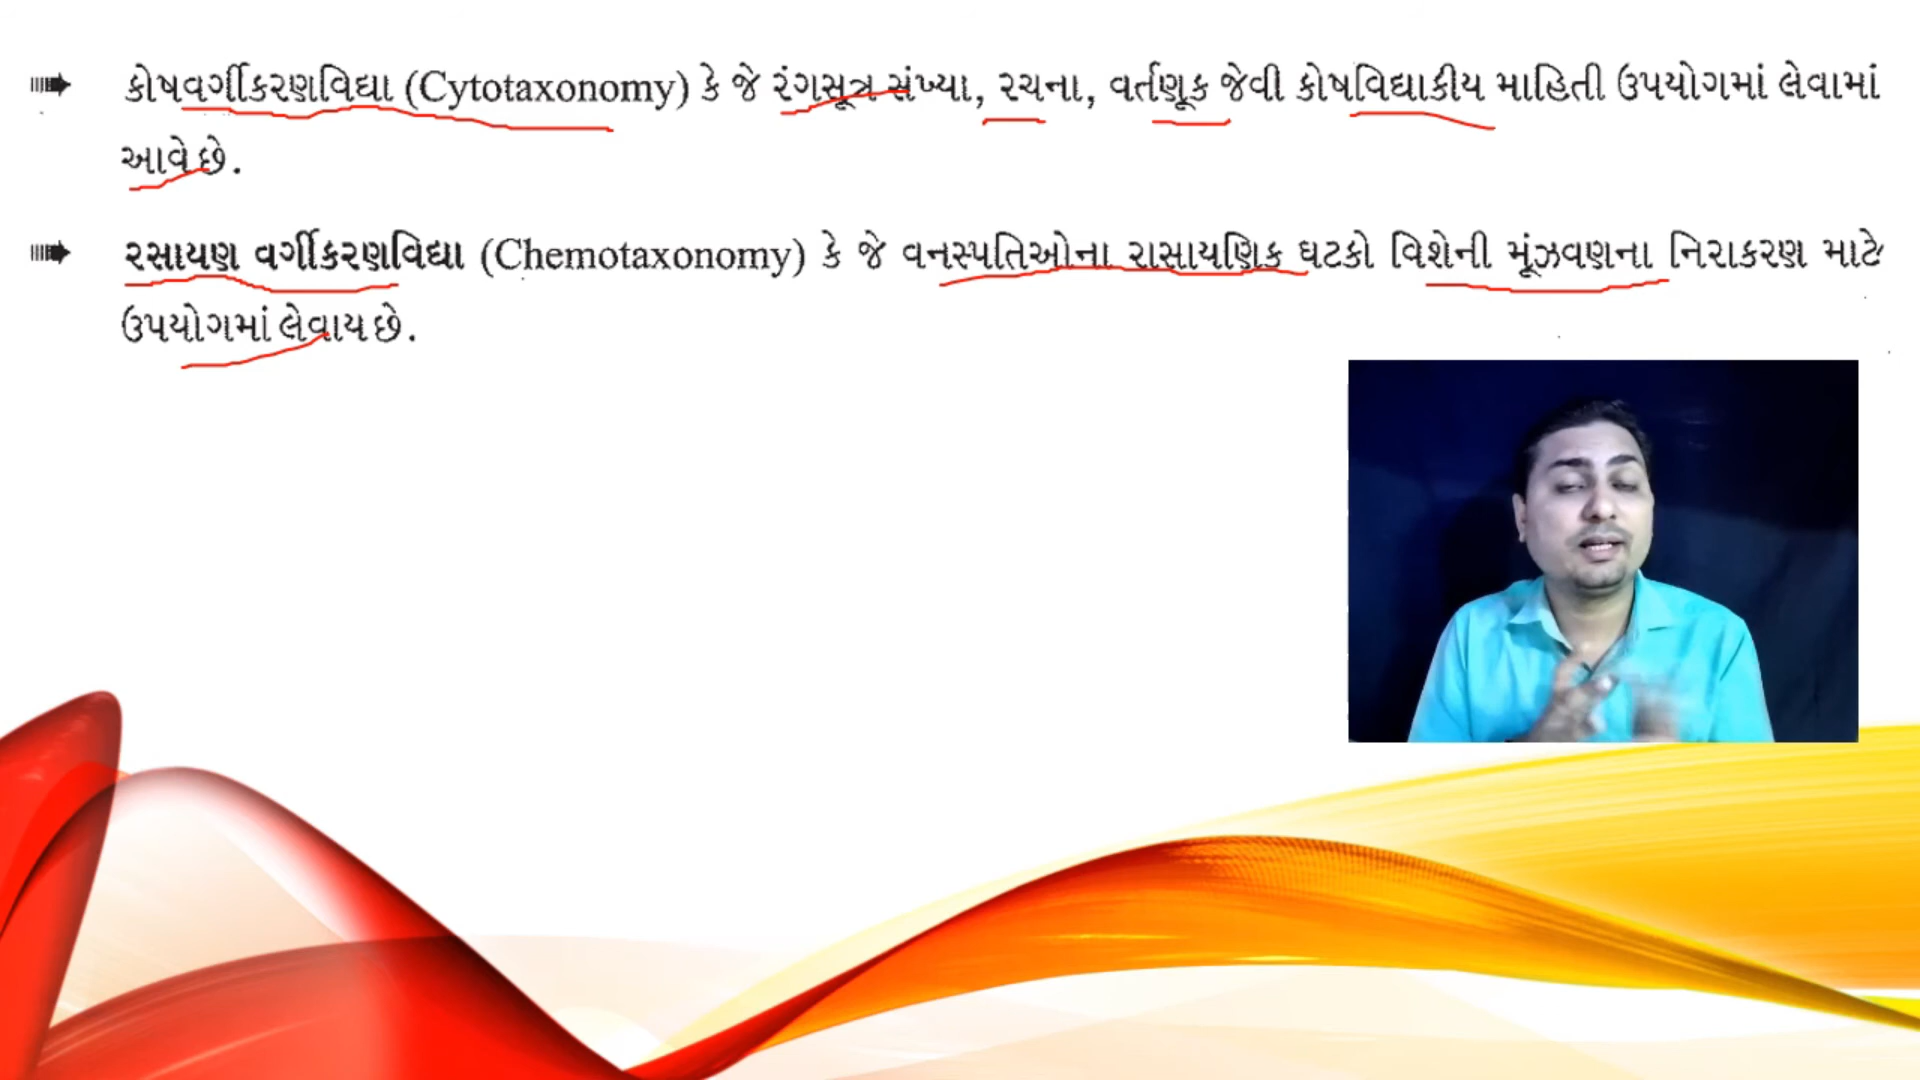 કોષવર્ગીકરણવિદ્યા (Cytotaxonomy) કે જે રંગસૂત્ર સંખ્યા, રચના, વર્તણૂક જેવી કોષવિદ્યાકીય માહિતી ઉપયોગમાં લેવામાં
આવે છે.
રસાયણ વર્ગીકરણવિદ્યા (Chemotaxonomy) કે જે વનસ્પતિઓના રાસાયણિક ઘટકો વિશેની મૂંઝવણના નિરાકરણ માટે
ઉપયોગમાં લેવાય છે.